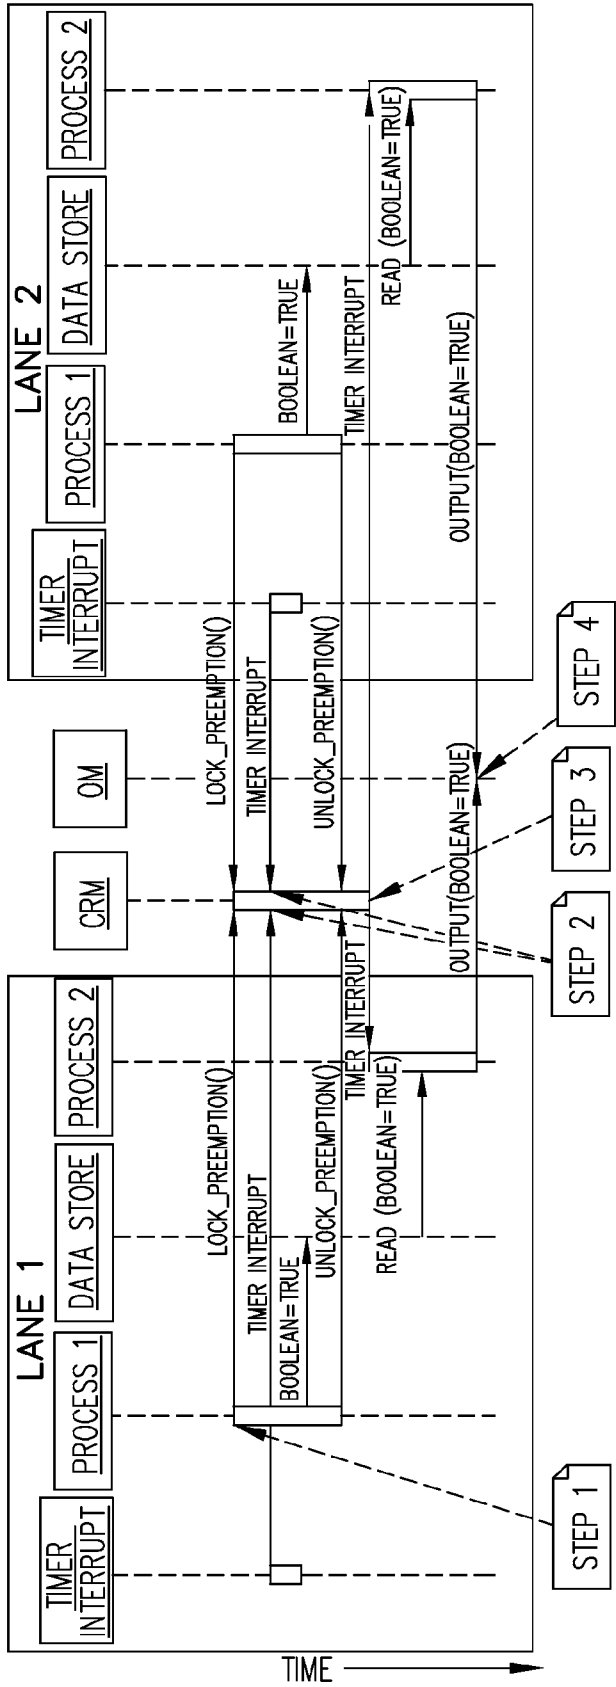 LANE 1
LANE 2
TIMER
INTERRUPT
PROCESS 1
DATA STORE
PROCESS 2
CRM
OM
TIMER
INTERRUPT
PROCESS 1
DATA STORE
PROCESS 2
LOCK_PREEMPTION()
LOCK_PREEMPTION()
TIMER INTERRUPT
TIMER INTERRUPT
BOOLEAN=TRUE
BOOLEAN=TRUE
UNLOCK_PREEMPTION()
UNLOCK_PREEMPTION()
TIMER INTERRUPT
TIMER INTERRUPT
READ (BOOLEAN=TRUE)
READ (BOOLEAN=TRUE)
OUTPUT(BOOLEAN=TRUE)
OUTPUT(BOOLEAN=TRUE)
STEP 1
STEP 2
STEP 3
STEP 4
TIME